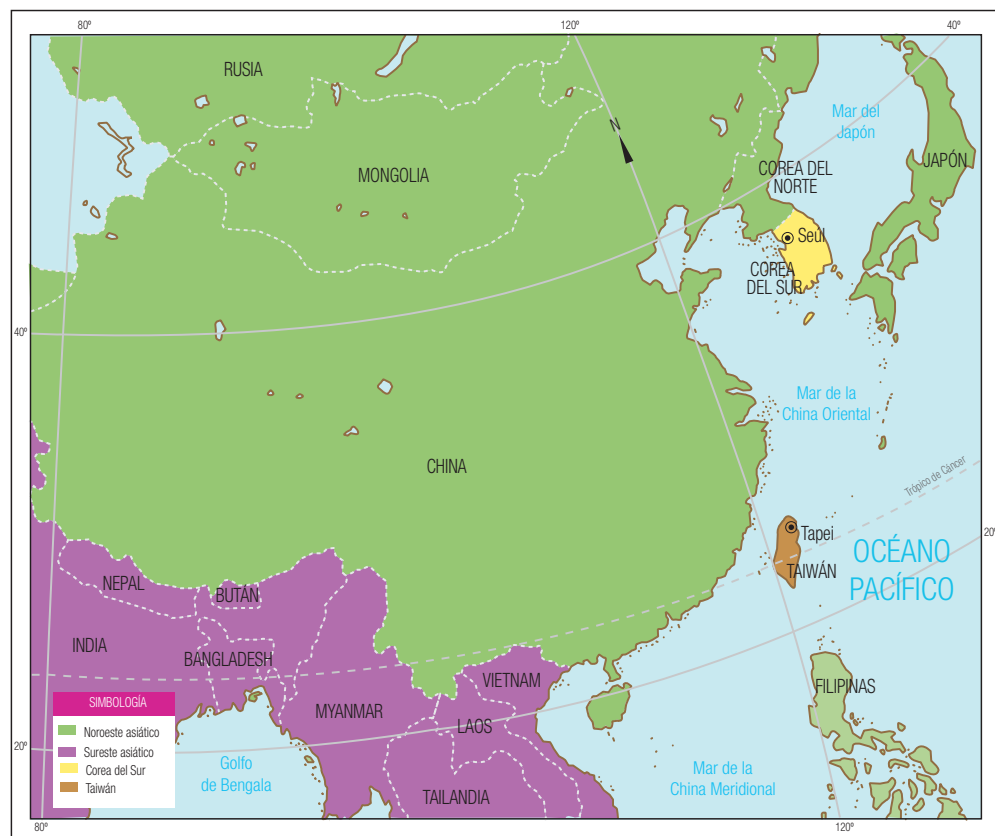 80º
120º
40º
RUSIA
Mar del
Japón
N
MONGOLIA
COREA DEL
NORTE
JAPÓN
Seúl
COREA
DEL SUR
40º
Mar de la
China Oriental
CHINA
Trópico de Cáncer
Tapei
20º
OCÉANO
PACÍFICO
TAIWÁN
NEPAL
BUTÁN
INDIA
BANGLADESH
VIETNAM
FILIPINAS
MYANMAR
LAOS
SIMBOLOGÍA
Noroeste asiático
Sureste asiático
Corea del Sur
Taiwán
20º
Golfo
de Bengala
Mar de la
China Meridional
TAILANDIA
80º
120º